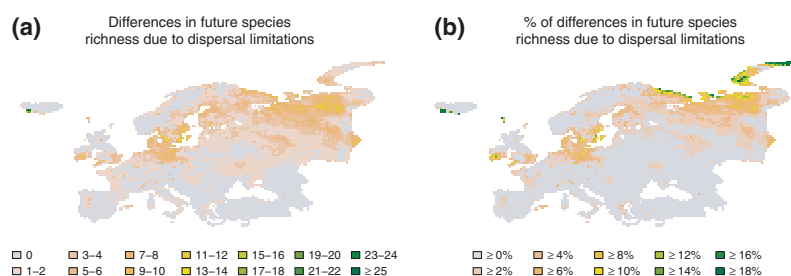 (a)
Differences in future species
richness due to dispersal limitations
(b)
% of differences in future species
richness due to dispersal limitations
0 3–4 7–8 11–12 15–16 19–20 23–24
1–2 5–6 9–10 13–14 17–18 21–22 ≥ 25
≥ 0% ≥ 4% ≥ 8% ≥ 12% ≥ 16%
≥ 2% ≥ 6% ≥ 10% ≥ 14% ≥ 18%